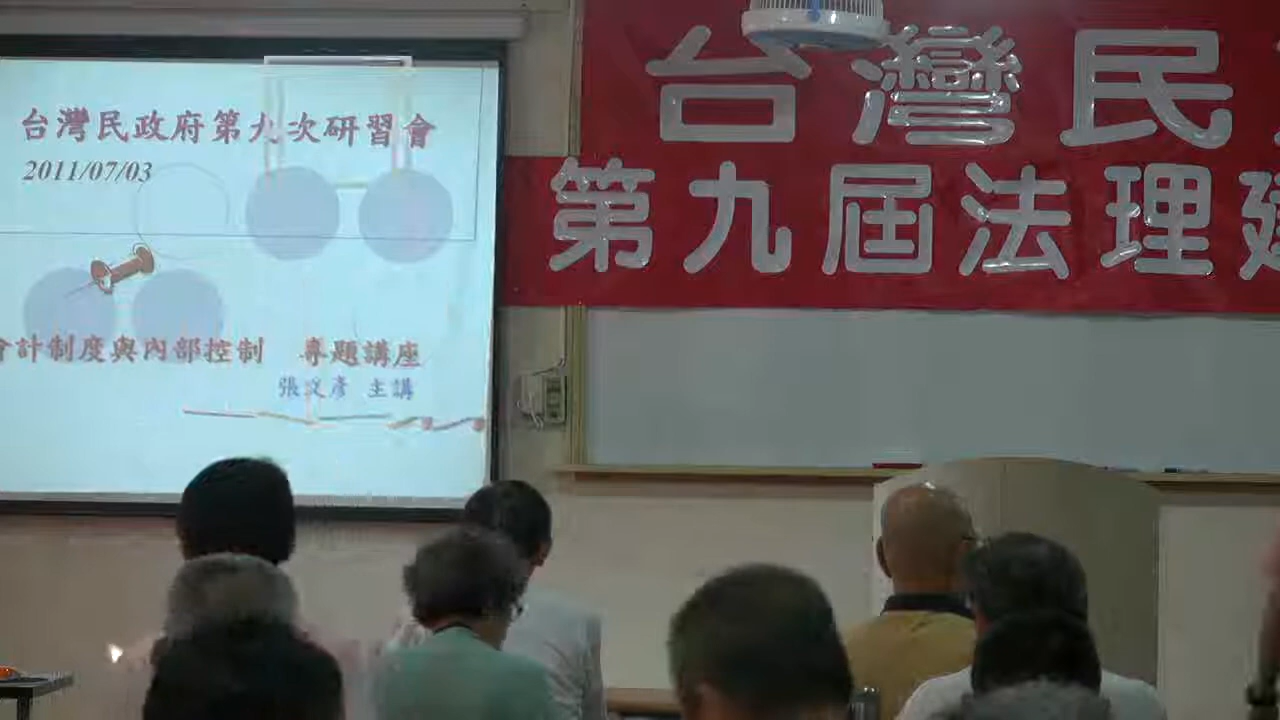 台灣民政府第九次研習會
2011/07/03
會計制度與內部控制 專題講座
張文彥 主講
台灣民
第九屆法理建